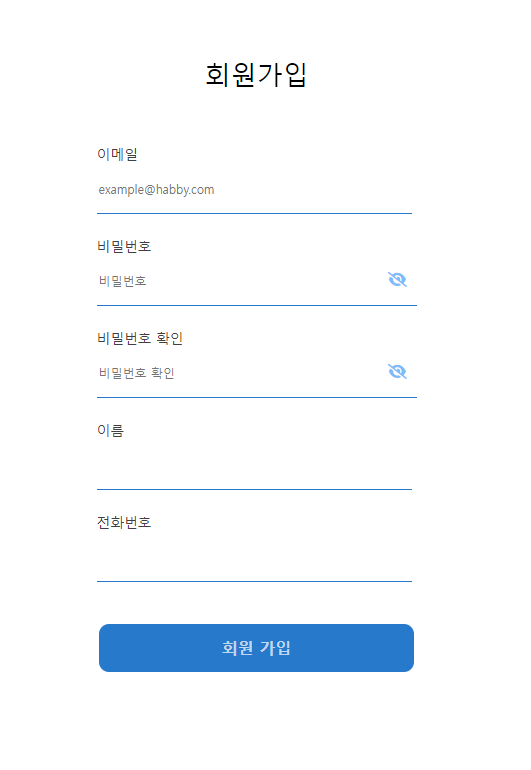 회원가입
이메일
example@habby.com
비밀번호
비밀번호
비밀번호 확인
비밀번호 확인
이름
전화번호
회원 가입